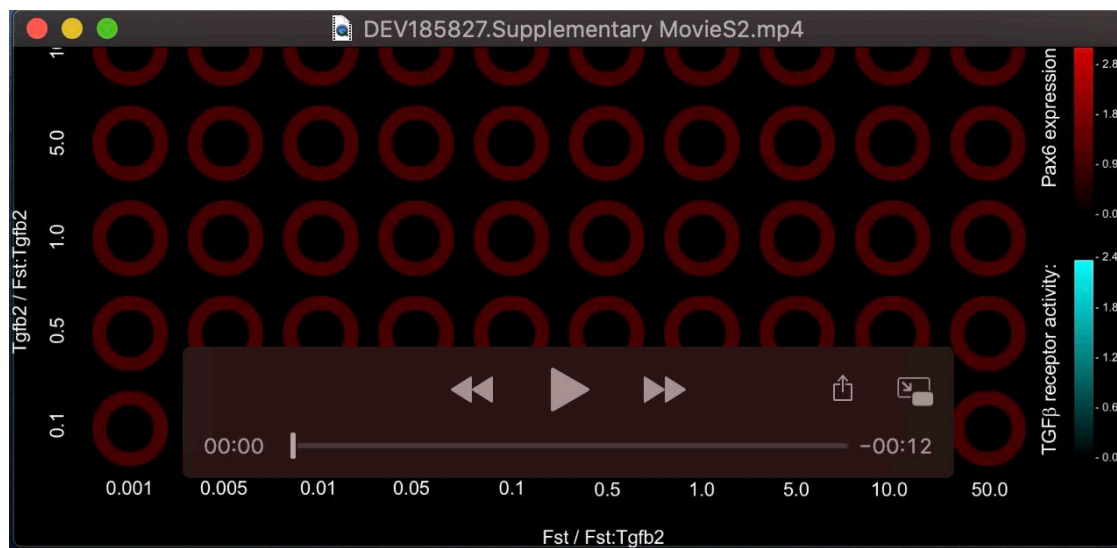 DEV185827.Supplementary MovieS2.mp4
5.0
1.0
0.5
0.1
Tgfb2 / Fst:Tgfb2
00:00
-00:12
0.001 0.005 0.01 0.05 0.1 0.5 1.0 5.0 10.0 50.0
Fst / Fst:Tgfb2
Pax6 expression
- 2.8
- 1.8
- 0.9
- 0.0
TGFβ receptor activity:
- 2.4
- 1.8
- 1.2
- 0.6
- 0.0